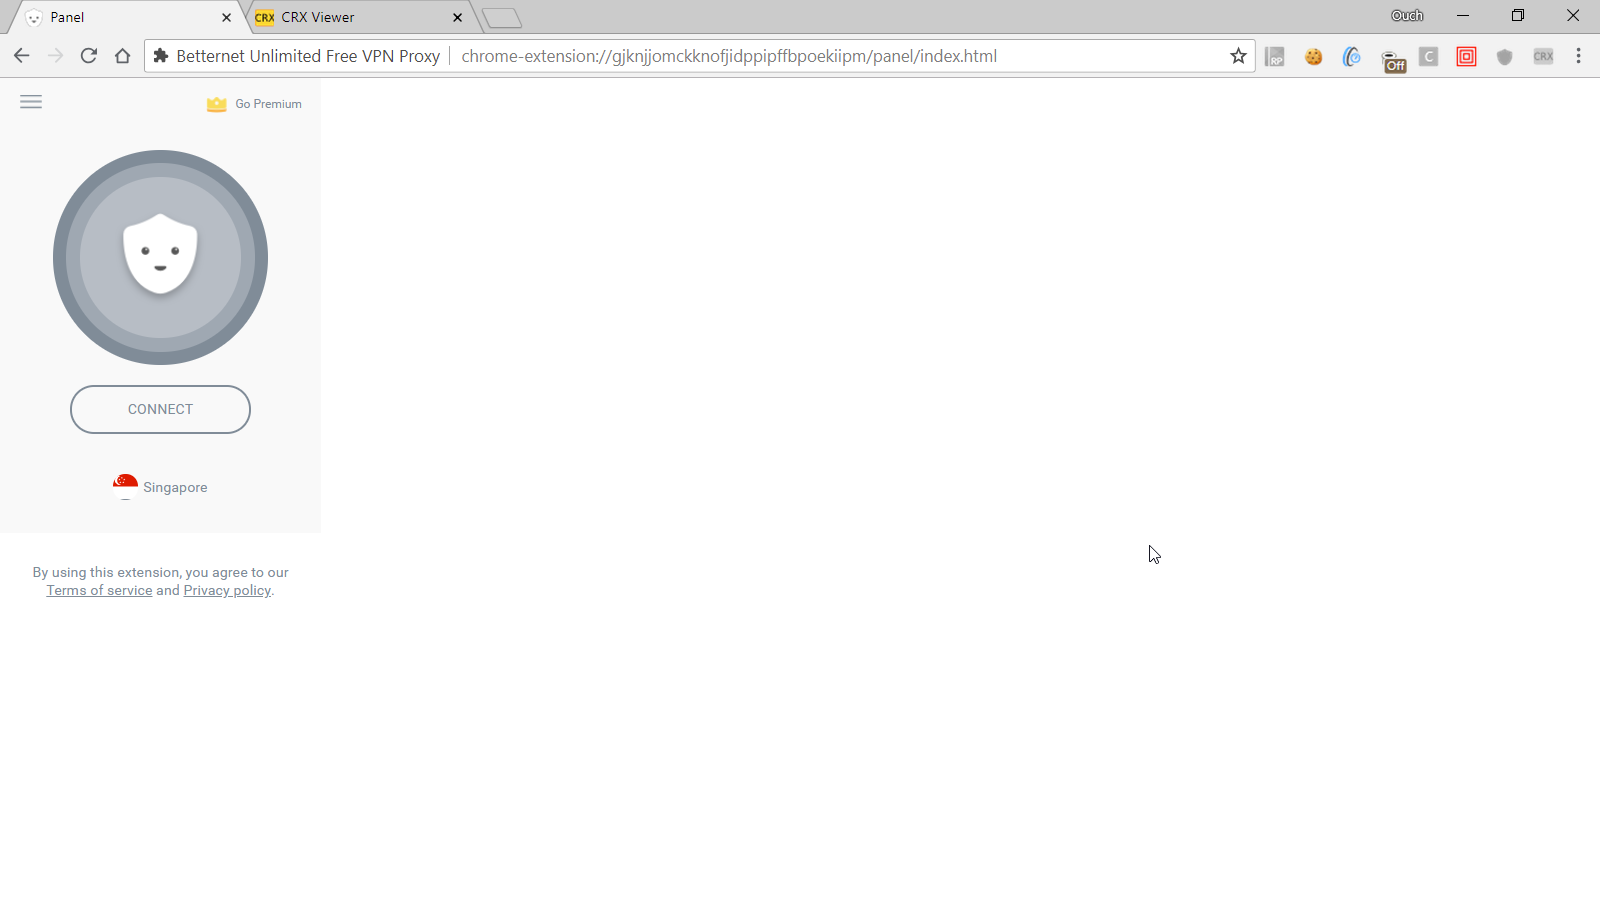 Panel
CRX CRX Viewer
Ouch
Betternet Unlimited Free VPN Proxy chrome-extension://gjknjjomckknofjidppipffbpoekiipm/panel/index.html
RP
Off
C
CRX
Go Premium
CONNECT
Singapore
By using this extension, you agree to our
Terms of service and Privacy policy.